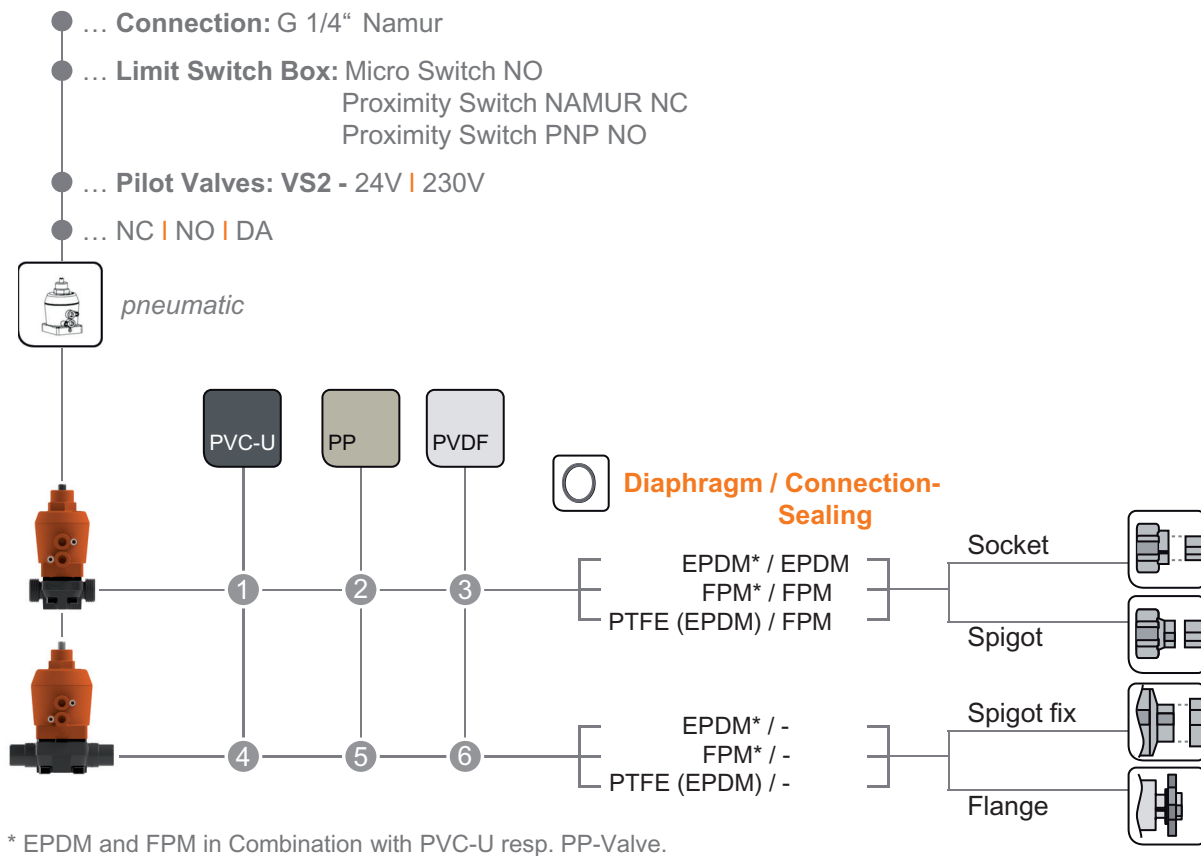 … Connection: G 1/4“ Namur
… Limit Switch Box: Micro Switch NO
Proximity Switch NAMUR NC
Proximity Switch PNP NO
… Pilot Valves: VS2 - 24V I 230V
… NC I NO I DA
pneumatic
PVC-U PP PVDF
Diaphragm / Connection-
Sealing
Socket
EPDM* / EPDM
1 2 3 FPM* / FPM
PTFE (EPDM) / FPM
Spigot
Spigot fix
EPDM* / -
4 5 6 FPM* / -
PTFE (EPDM) / -
Flange
* EPDM and FPM in Combination with PVC-U resp. PP-Valve.